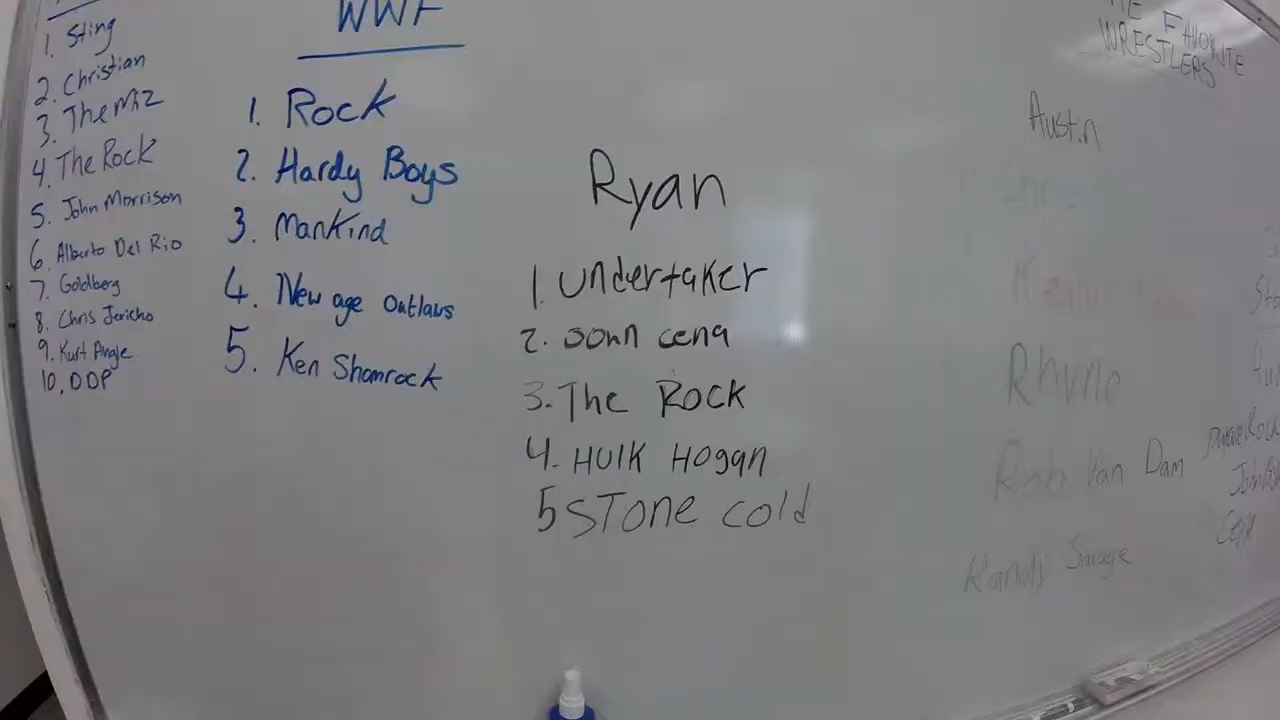 1. Sting
2. Christian
3. The Miz
4. The Rock
5. John Morrison
6. Alberto Del Rio
7. Goldberg
8. Chris Jericho
9. Kurt Angle
10. DDP
WWF
1. Rock
2. Hardy Boys
3. Mankind
4. New age Outlaws
5. Ken Shamrock
Ryan
1. Undertaker
2. John cena
3. The Rock
4. HUlK HOgan
5 STone cold
FAVORITE
WRESTLERS
Austin
Rhyno
Rob Van Dam
Randy Savage